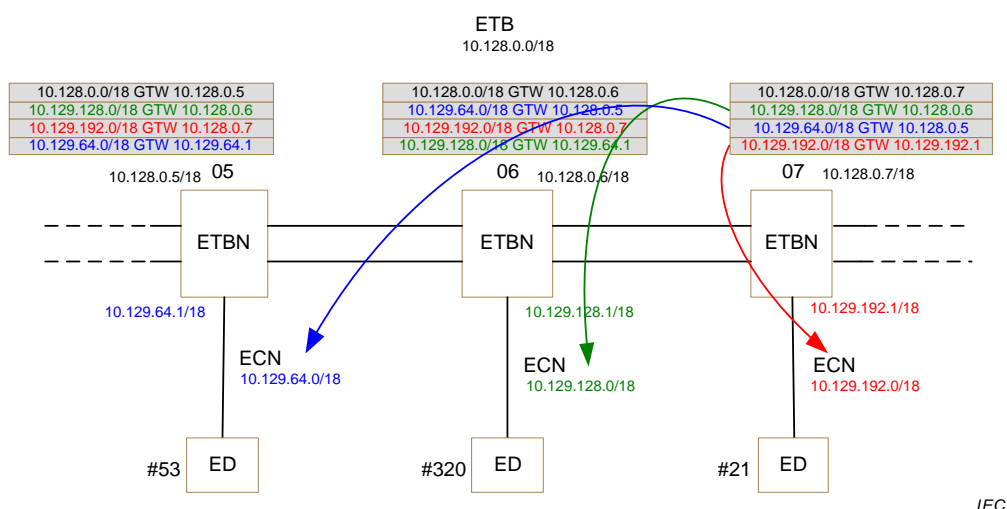 ETB
10.128.0.0/18
10.128.0.0/18 GTW 10.128.0.5
10.129.128.0/18 GTW 10.128.0.6
10.129.192.0/18 GTW 10.128.0.7
10.129.64.0/18 GTW 10.129.64.1
10.128.0.0/18 GTW 10.128.0.6
10.129.64.0/18 GTW 10.128.0.5
10.129.192.0/18 GTW 10.128.0.7
10.129.128.0/18 GTW 10.129.64.1
10.128.0.0/18 GTW 10.128.0.7
10.129.128.0/18 GTW 10.128.0.6
10.129.64.0/18 GTW 10.128.0.5
10.129.192.0/18 GTW 10.129.192.1
10.128.0.5/18
05
06
10.128.0.6/18
07
10.128.0.7/18
ETBN
ETBN
ETBN
10.129.64.1/18
10.129.128.1/18
10.129.192.1/18
ECN
10.129.64.0/18
ECN
10.129.128.0/18
ECN
10.129.192.0/18
#53
ED
#320
ED
#21
ED
IEC